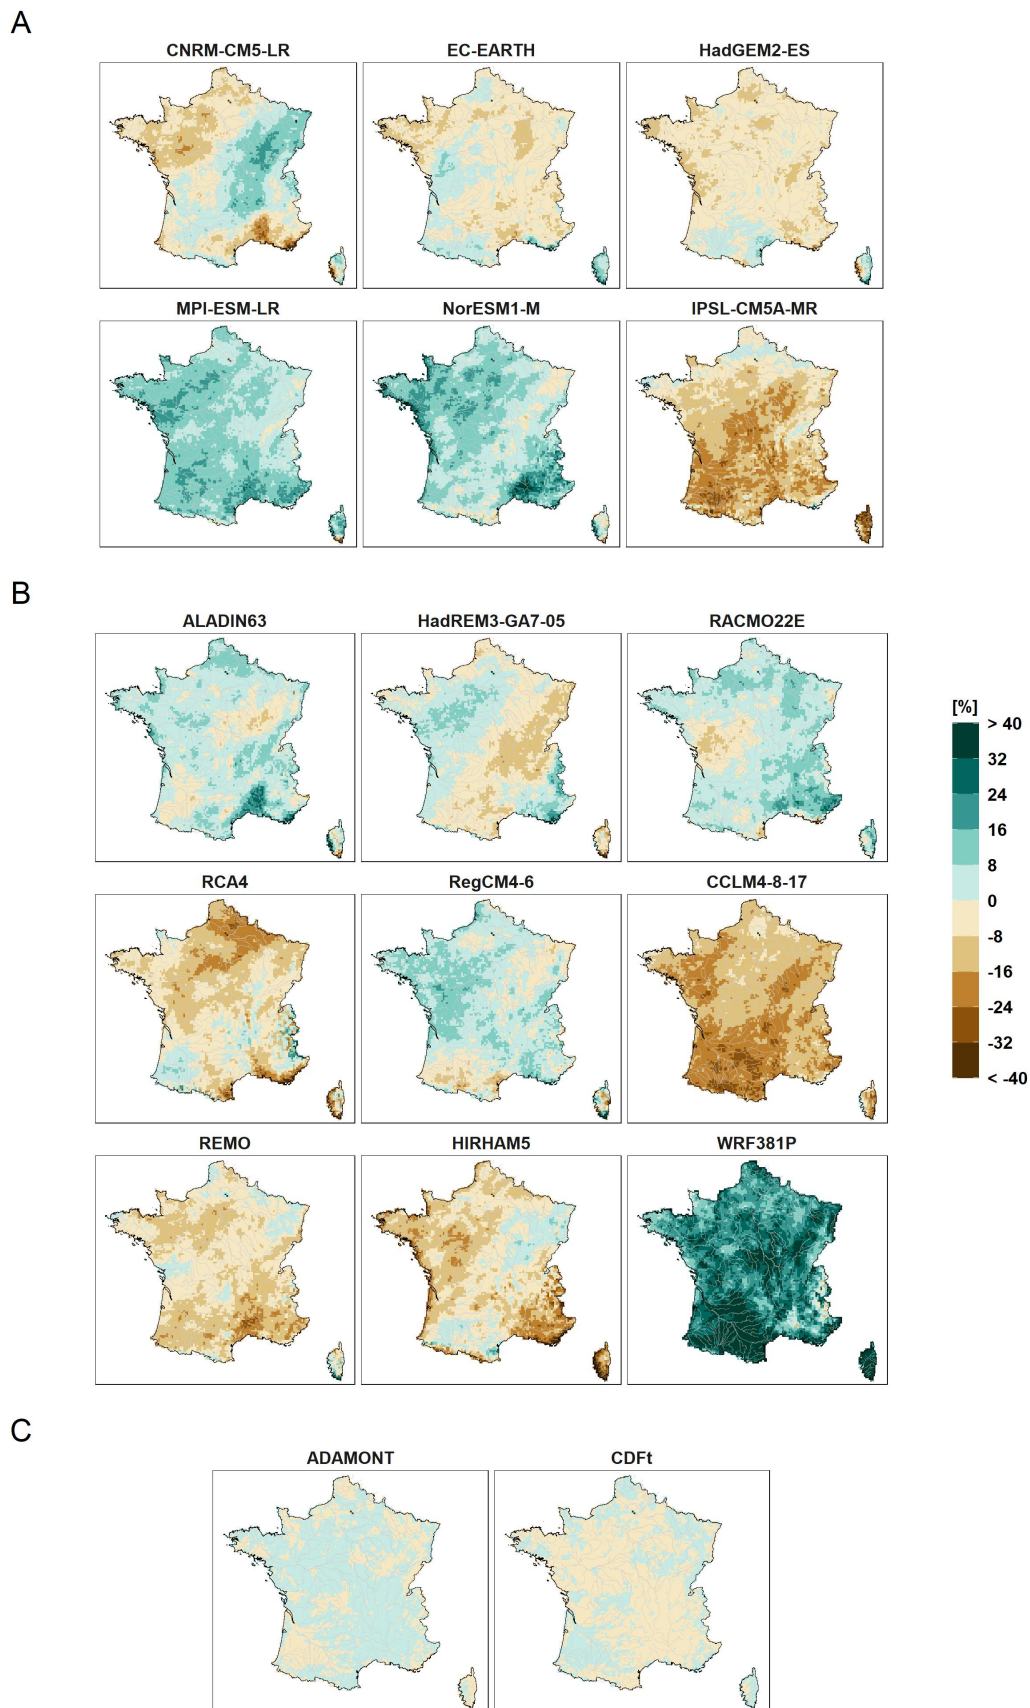 A
CNRM-CM5-LR
EC-EARTH
HadGEM2-ES
MPI-ESM-LR
NorESM1-M
IPSL-CM5A-MR
B
ALADIN63
HadREM3-GA7-05
RACMO22E
RCA4
RegCM4-6
CCLM4-8-17
REMO
HIRHAM5
WRF381P
[%]
> 40
32
24
16
8
0
-8
-16
-24
-32
< -40
C
ADAMONT
CDFt